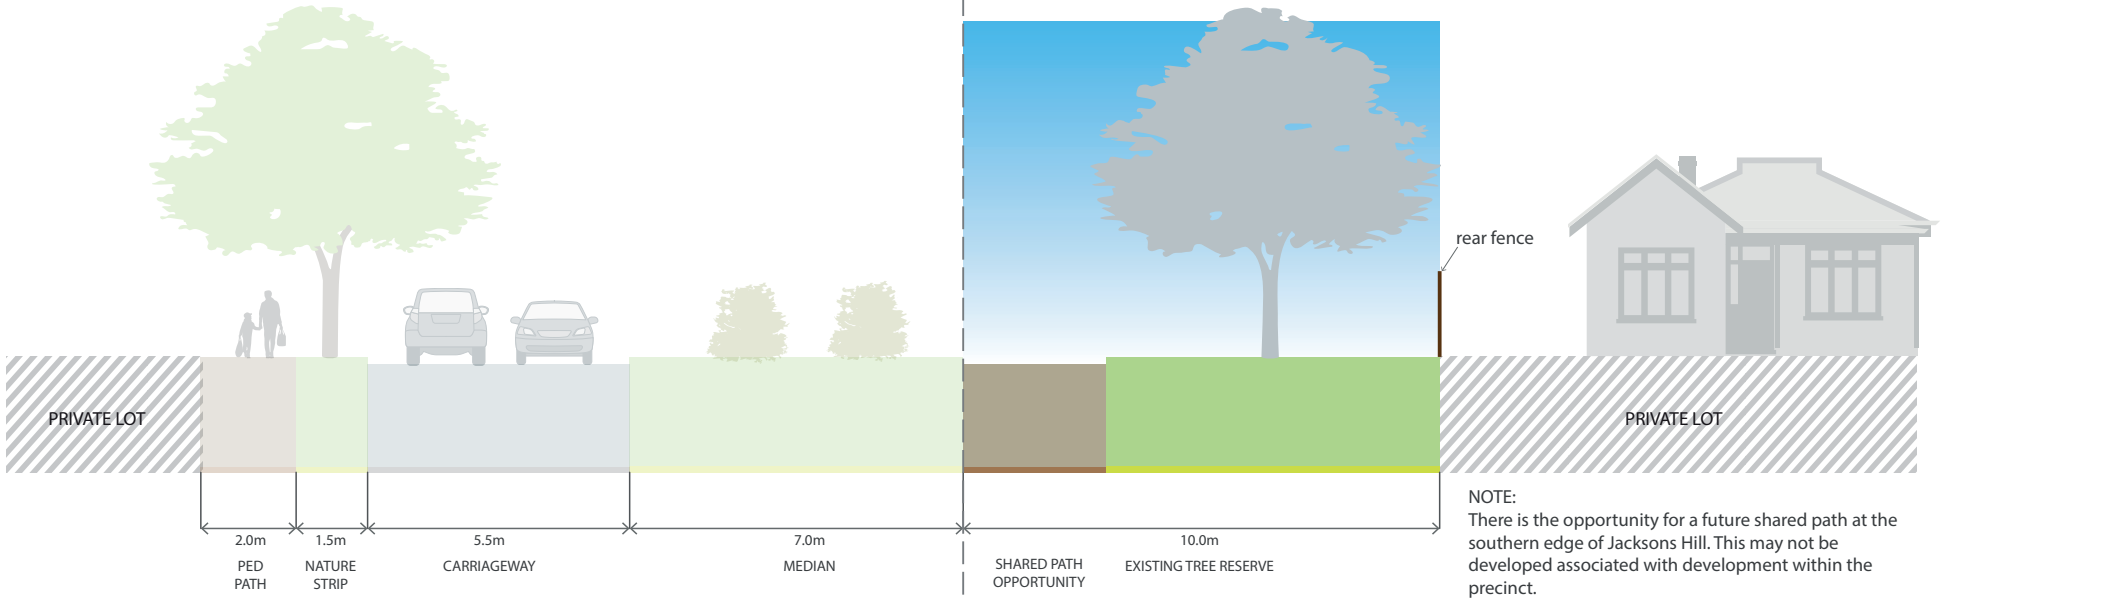 rear fence
PRIVATE LOT
PRIVATE LOT
2.0m
1.5m
5.5m
7.0m
10.0m
PED
PATH
NATURE
STRIP
CARRIAGEWAY
MEDIAN
SHARED PATH
OPPORTUNITY
EXISTING TREE RESERVE
NOTE:
There is the opportunity for a future shared path at the
southern edge of Jacksons Hill. This may not be
developed associated with development within the
precinct.